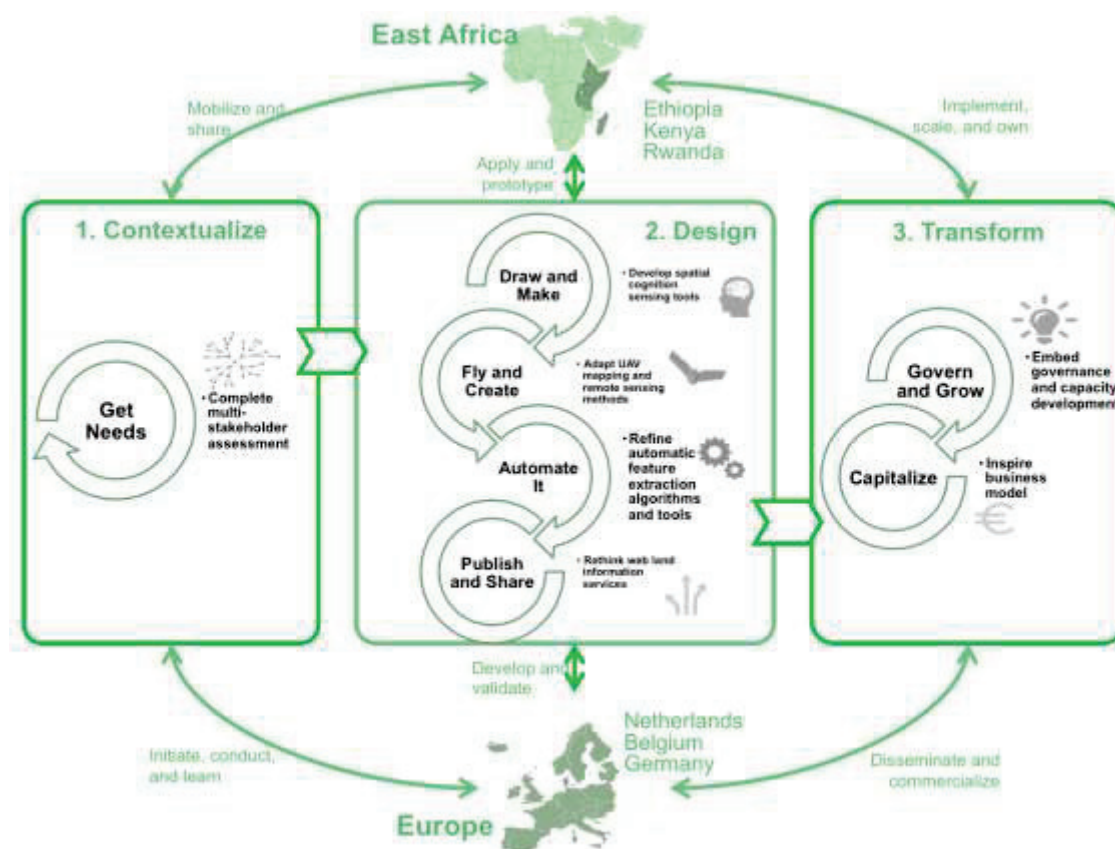 East Africa
Mobilize and
share
Ethiopia
Kenya
Rwanda
Implement,
scale, and own
Apply and
prototype
1. Contextualize
Get
Needs
• Complete
multi-
stakeholder
assessment
2. Design
Draw and
Make
• Develop spatial
cognition
sensing tools
Fly and
Create
• Adapt UAV
mapping and
remote sensing
methods
Automate
It
• Refine
automatic
feature
extraction
algorithms
and tools
Publish
and Share
• Rethink web land
information
services
3. Transform
Govern
and Grow
• Embed
governance
and capacity
development
Capitalize
• Inspire
business
model
Develop and
validate
Initiate, conduct,
and learn
Netherlands
Belgium
Germany
Disseminate and
commercialize
Europe